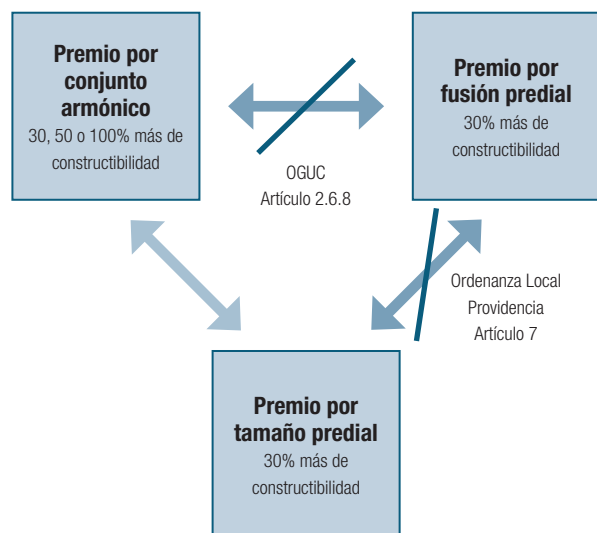 Premio por
conjunto
armónico
30, 50 o 100% más de
constructibilidad
Premio por
fusión predial
30% más de
constructibilidad
OGUC
Artículo 2.6.8
Ordenanza Local
Providencia
Artículo 7
Premio por
tamaño predial
30% más de
constructibilidad